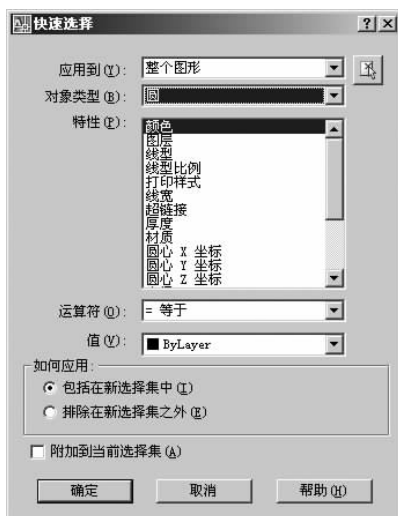 快速选择
应用到(Y): 整个图形
对象类型(B): 圆
特性(P): 颜色
图层
线型
线型比例
打印样式
线宽
超链接
厚度
材质
圆心 X 坐标
圆心 Y 坐标
圆心 Z 坐标
运算符(O): = 等于
值(V): ByLayer
如何应用:
包括在新选择集中(I)
排除在新选择集之外(E)
附加到当前选择集(A)
确定 取消 帮助(H)